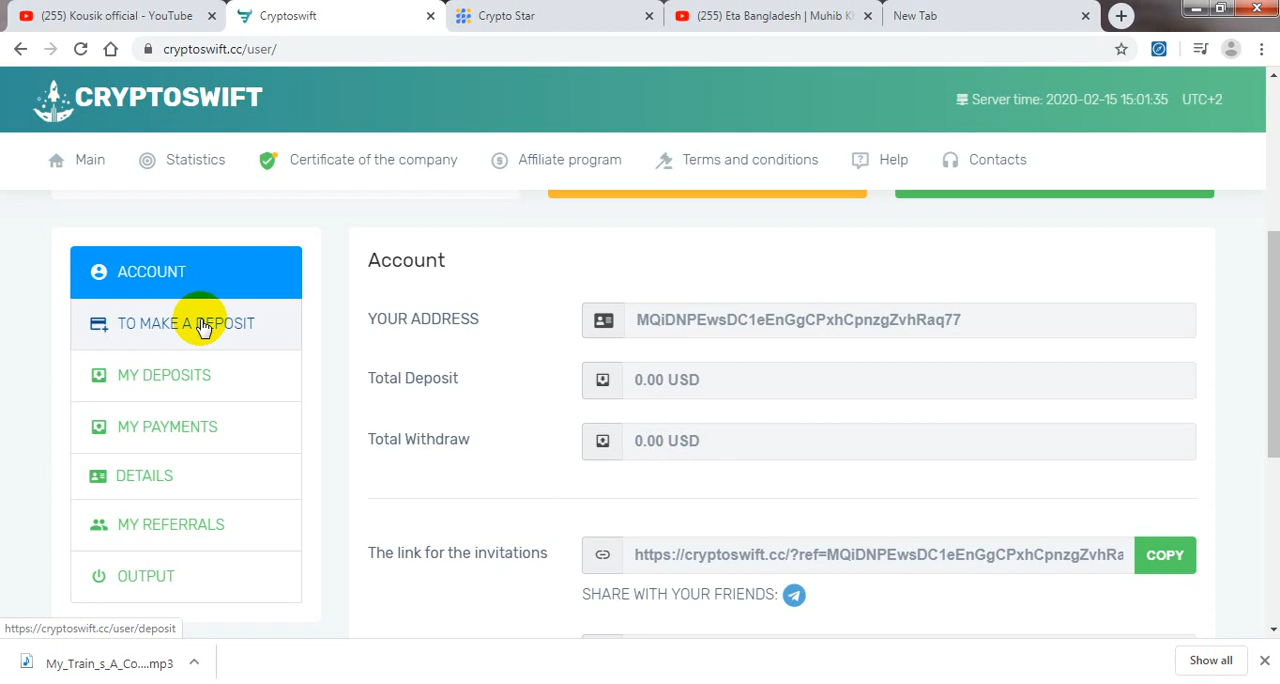 (255) Kousik official - YouTube
Cryptoswift
Crypto Star
(255) Eta Bangladesh | Muhib K
New Tab
cryptoswift.cc/user/
CRYPTOSWIFT
Server time: 2020-02-15 15:01:35 UTC+2
Main
Statistics
Certificate of the company
Affiliate program
Terms and conditions
Help
Contacts
ACCOUNT
TO MAKE A DEPOSIT
MY DEPOSITS
MY PAYMENTS
DETAILS
MY REFERRALS
OUTPUT
Account
YOUR ADDRESS
MQiDNPEwsDC1eEnGgCPxhCpnzgZvhRaq77
Total Deposit
0.00 USD
Total Withdraw
0.00 USD
The link for the invitations
https://cryptoswift.cc/?ref=MQiDNPEwsDC1eEnGgCPxhCpnzgZvhRa
COPY
SHARE WITH YOUR FRIENDS:
https://cryptoswift.cc/user/deposit
My_Train_s_A_Co....mp3
Show all